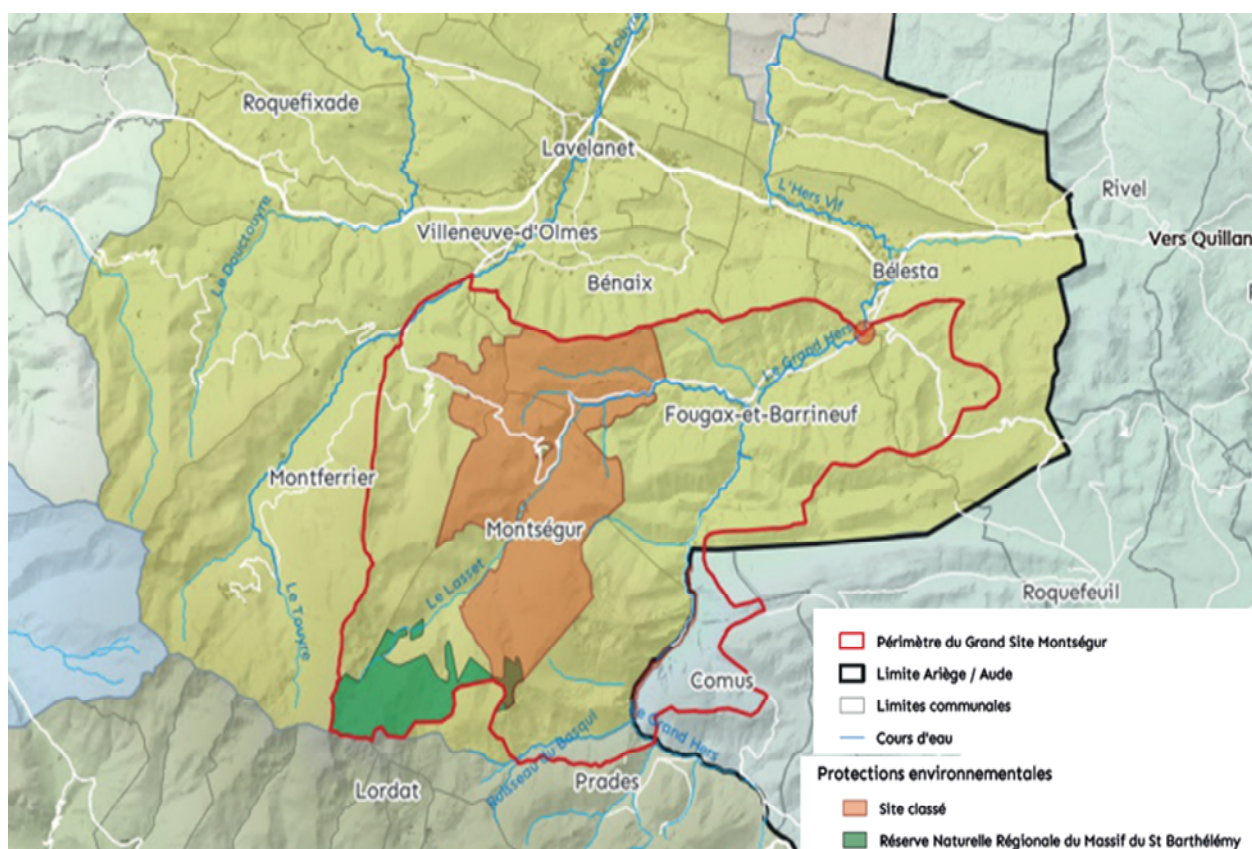 Le Touyre
Roquefixade
Lavelanet
Rivel
L'Hers Vif
Villeneuve-d'Olmes
Vers Quillan
Le Douctouyre
Bélesta
Bénaix
Le Grand Hers
Fougax-et-Barrineuf
Montferrier
Montségur
Le Lasset
Roquefeuil
Le Touyre
Comus
Le Grand Hers
Ruisseau du Basqui
Prades
Lordat
Périmètre du Grand Site Montségur
Limite Ariège / Aude
Limites communales
Cours d'eau
Protections environnementales
Site classé
Réserve Naturelle Régionale du Massif du St Barthélémy